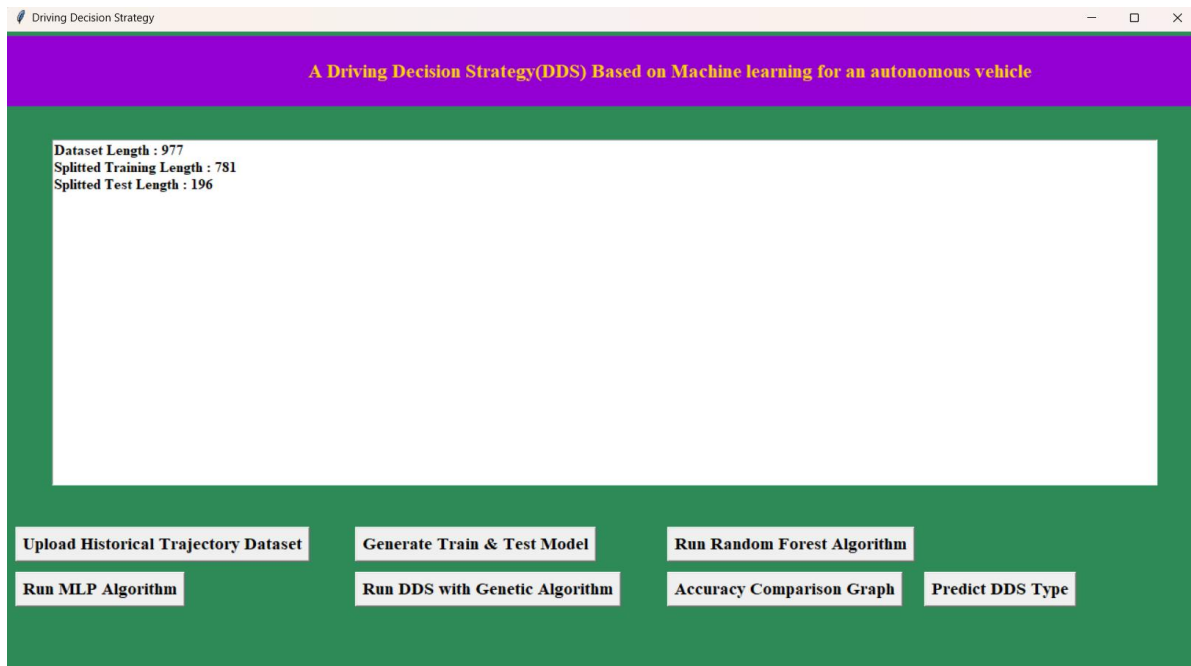 Driving Decision Strategy
A Driving Decision Strategy(DDS) Based on Machine learning for an autonomous vehicle
Dataset Length : 977
Splitted Training Length : 781
Splitted Test Length : 196
Upload Historical Trajectory Dataset
Generate Train & Test Model
Run Random Forest Algorithm
Run MLP Algorithm
Run DDS with Genetic Algorithm
Accuracy Comparison Graph
Predict DDS Type